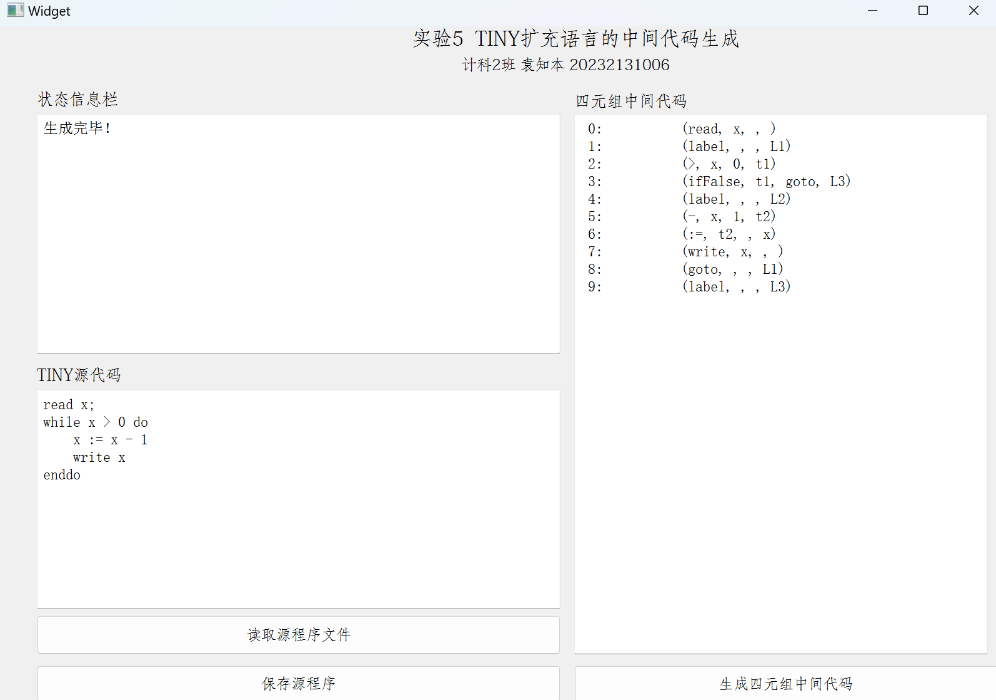 Widget
实验5 TINY扩充语言的中间代码生成
计科2班 袁知本 20232131006
状态信息栏
生成完毕!
TINY源代码
read x;
while x > 0 do
    x := x - 1
    write x
enddo
读取源程序文件
保存源程序
四元组中间代码
0:          (read, x, , )
1:          (label, , , L1)
2:          (>, x, 0, t1)
3:          (ifFalse, t1, goto, L3)
4:          (label, , , L2)
5:          (-, x, 1, t2)
6:          (:=, t2, , x)
7:          (write, x, , )
8:          (goto, , , L1)
9:          (label, , , L3)
生成四元组中间代码